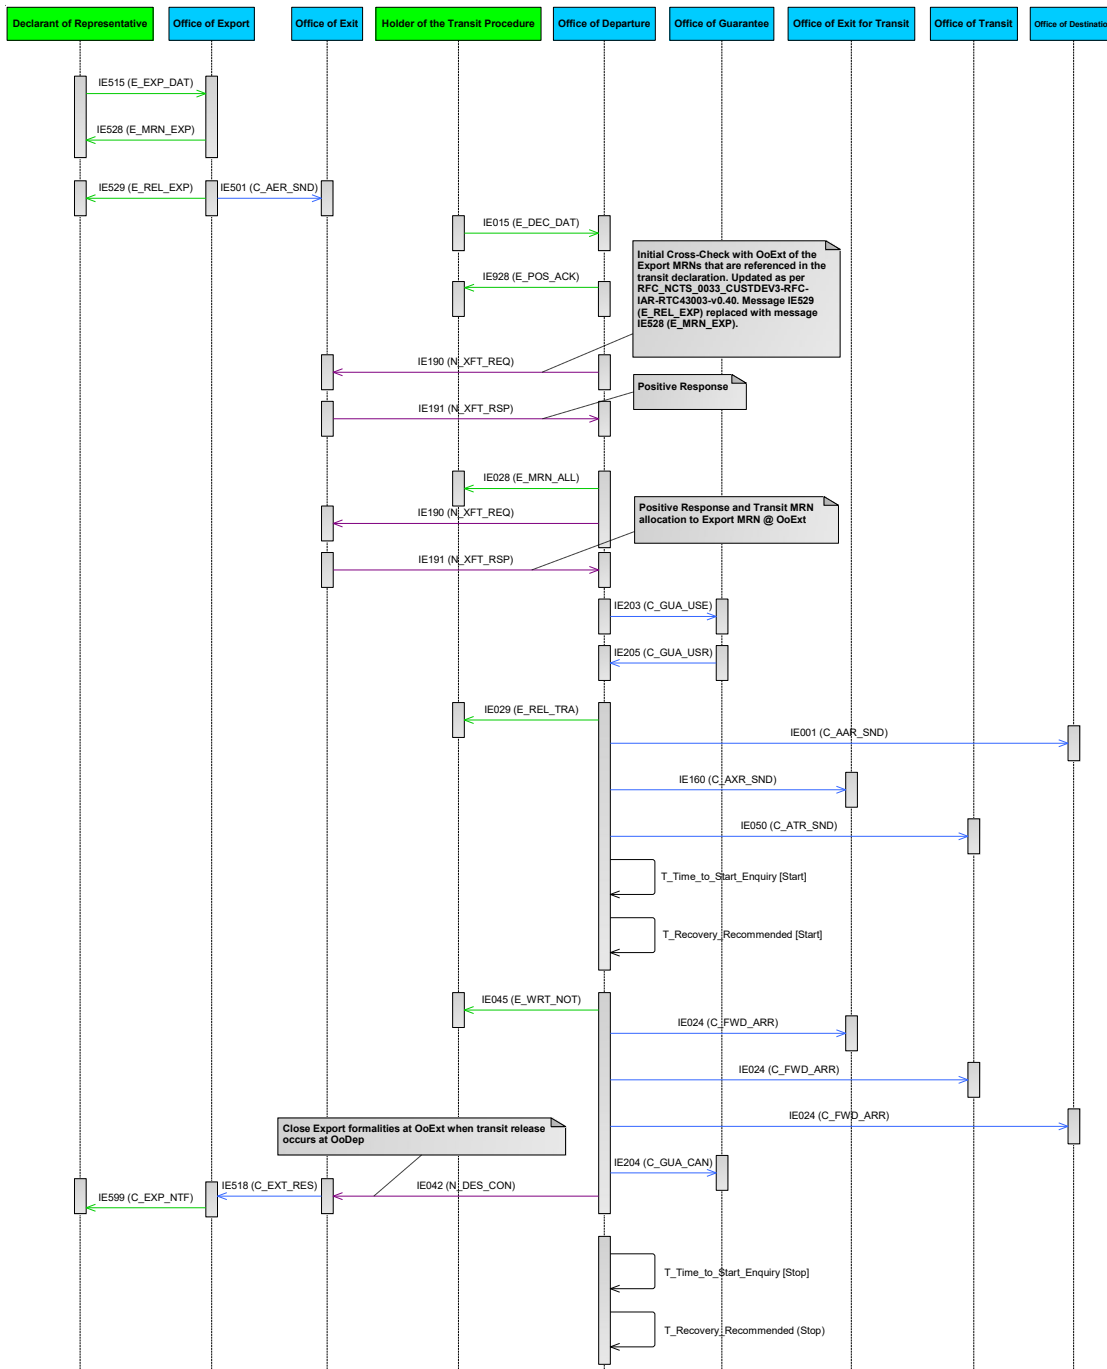 Declarant of Representative
Office of Export
Office of Exit
Holder of the Transit Procedure
Office of Departure
Office of Guarantee
Office of Exit for Transit
Office of Transit
Office of Destination
IE515 (E_EXP_DAT)
IE528 (E_MRN_EXP)
IE529 (E_REL_EXP)
IE501 (C_AER_SND)
IE015 (E_DEC_DAT)
Initial Cross-Check with OoExt of the
Export MRNs that are referenced in the
transit declaration. Updated as per
RFC_NCTS_0033_CUSTDEV3-RFC-
IAR-RTC43003-v0.40. Message IE529
(E_REL_EXP) replaced with message
IE528 (E_MRN_EXP).
IE928 (E_POS_ACK)
IE190 (N_XFT_REQ)
Positive Response
IE191 (N_XFT_RSP)
IE028 (E_MRN_ALL)
Positive Response and Transit MRN
allocation to Export MRN @ OoExt
IE190 (N_XFT_REQ)
IE191 (N_XFT_RSP)
IE203 (C_GUA_USE)
IE205 (C_GUA_USR)
IE029 (E_REL_TRA)
IE001 (C_AAR_SND)
IE160 (C_AXR_SND)
IE050 (C_ATR_SND)
T_Time_to_Start_Enquiry [Start]
T_Recovery_Recommended [Start]
IE045 (E_WRT_NOT)
IE024 (C_FWD_ARR)
IE024 (C_FWD_ARR)
IE024 (C_FWD_ARR)
Close Export formalities at OoExt when transit release
occurs at OoDep
IE204 (C_GUA_CAN)
IE042 (N_DES_CON)
IE518 (C_EXT_RES)
IE599 (C_EXP_NTF)
T_Time_to_Start_Enquiry [Stop]
T_Recovery_Recommended (Stop)